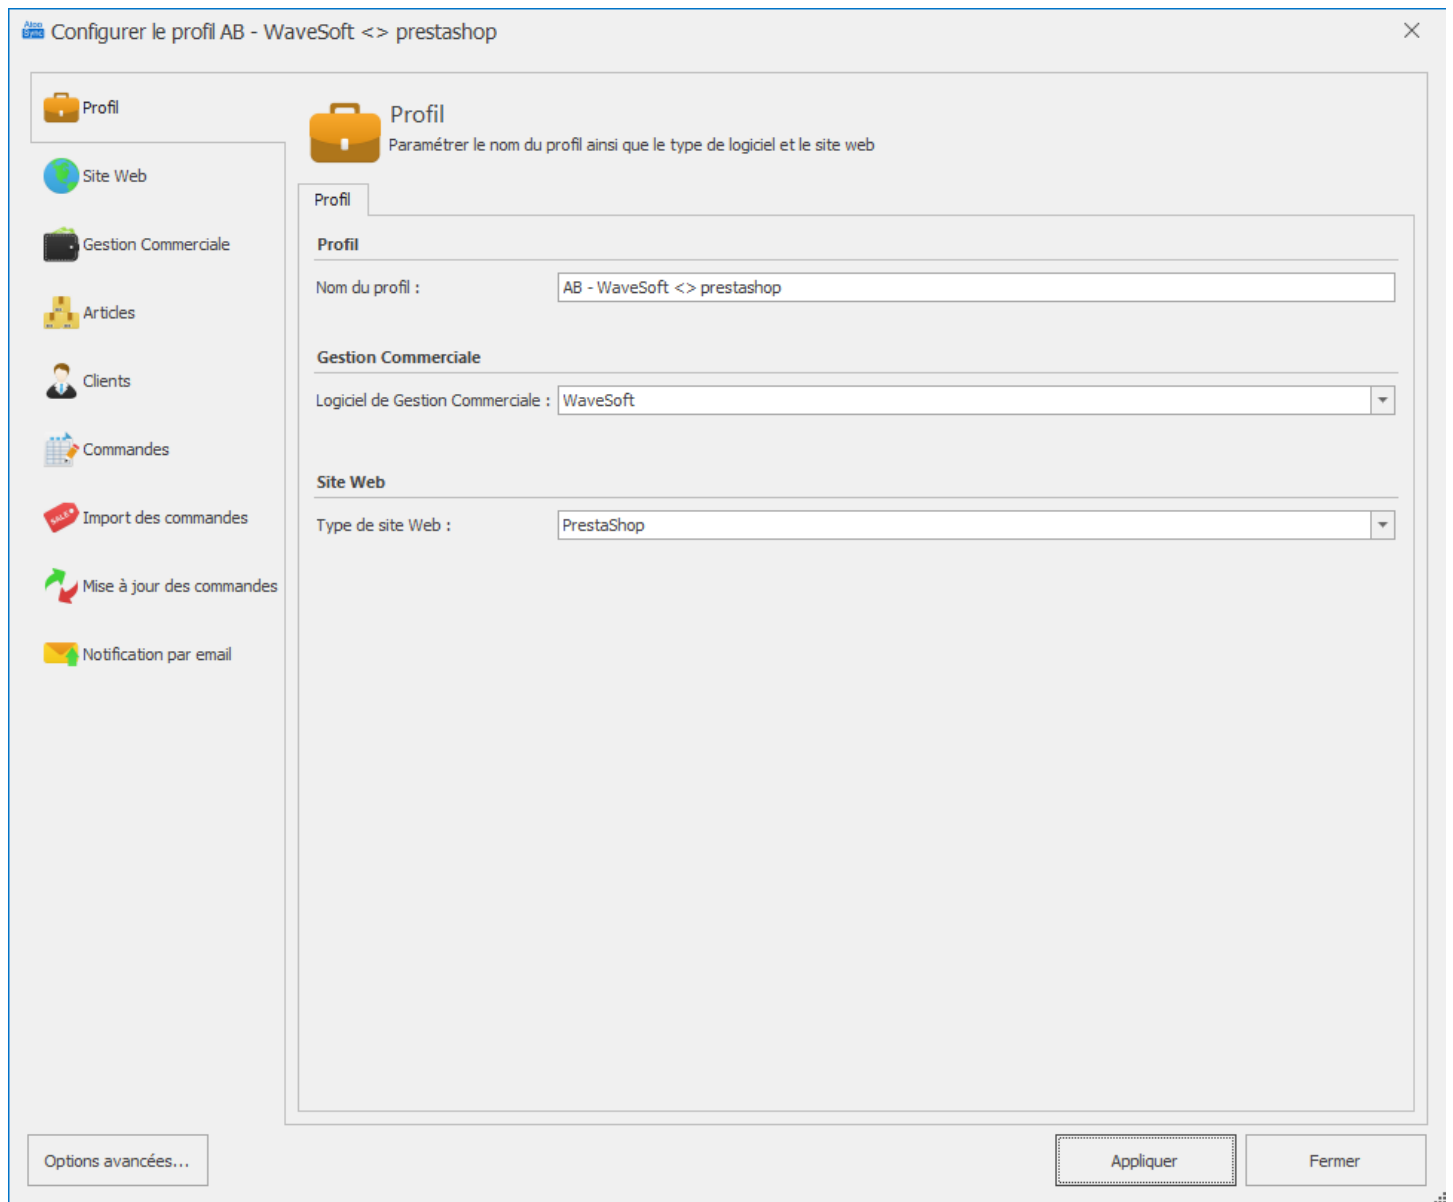 Configurer le profil AB - WaveSoft <> prestashop
Profil
Site Web
Gestion Commerciale
Articles
Clients
Commandes
SALE
Import des commandes
Mise à jour des commandes
Notification par email
Profil
Paramétrer le nom du profil ainsi que le type de logiciel et le site web
Profil
Profil
Nom du profil : AB - WaveSoft <> prestashop
Gestion Commerciale
Logiciel de Gestion Commerciale : WaveSoft
Site Web
Type de site Web : PrestaShop
Options avancées...
Appliquer
Fermer